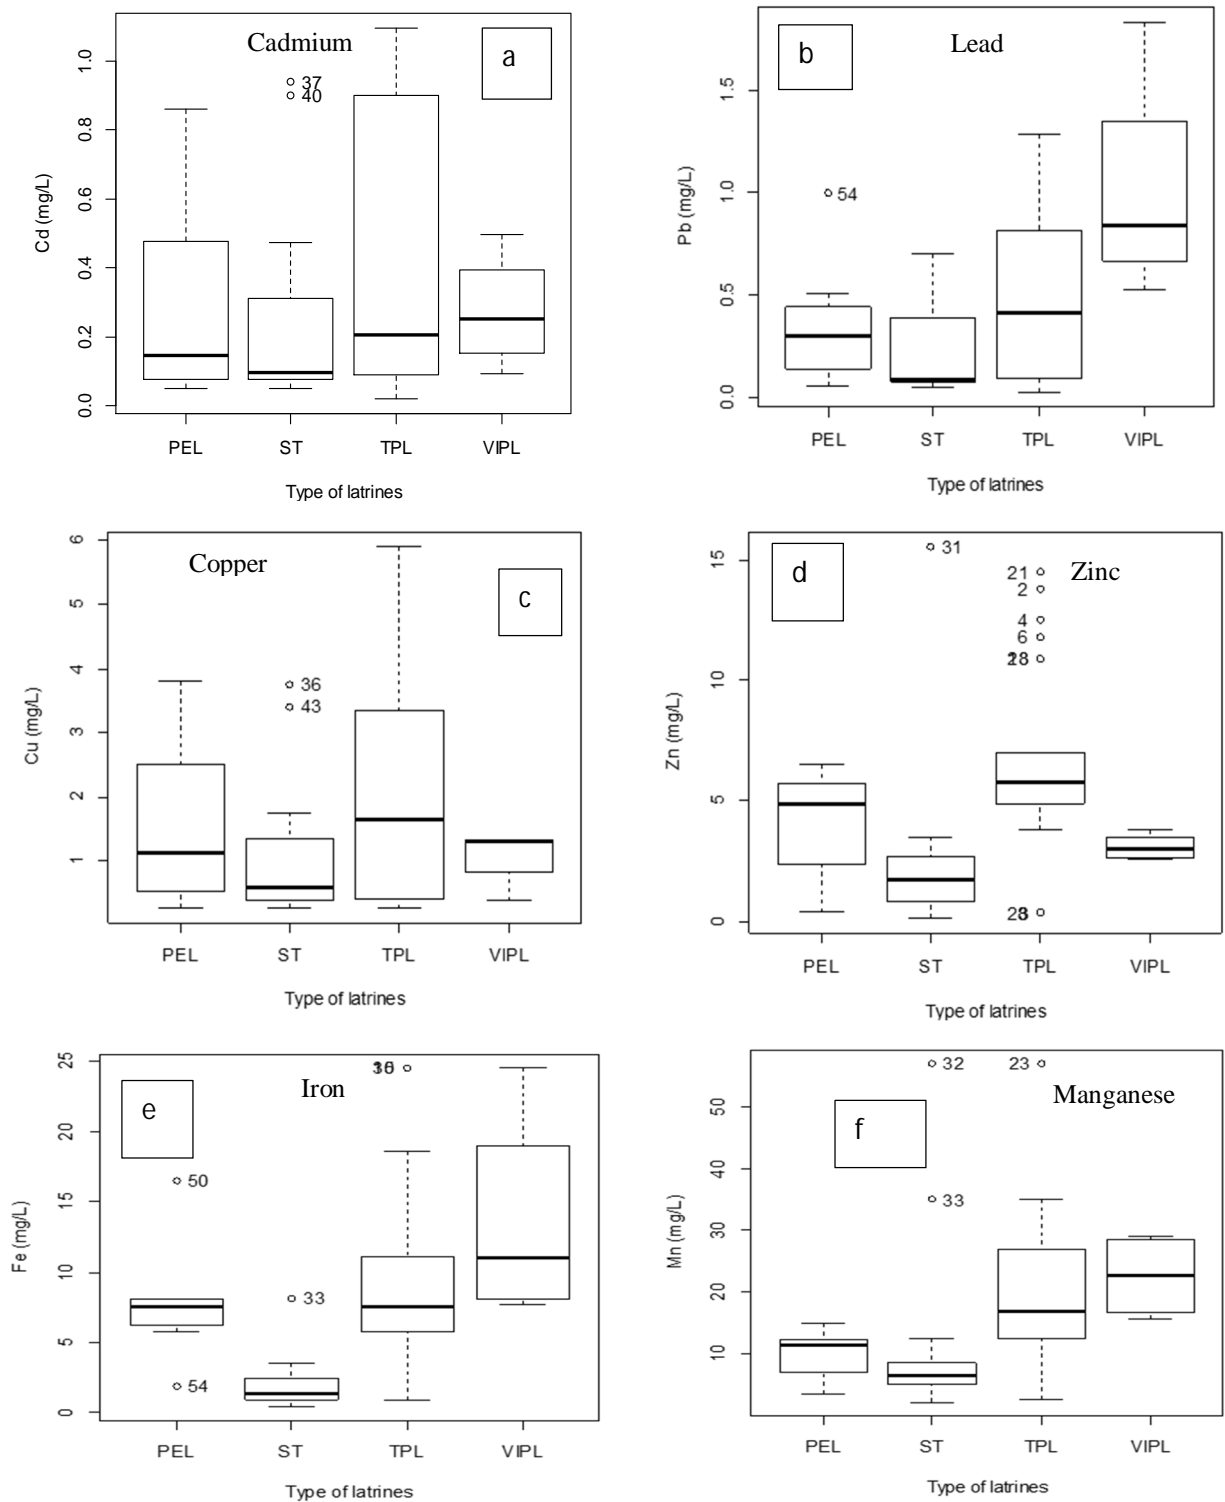 Cadmium
a
37
40
1.0
0.8
0.6
0.4
0.2
0.0
Cd (mg/L)
PEL ST TPL VIPL
Type of latrines
b
Lead
54
1.5
1.0
0.5
0.0
Pb (mg/L)
PEL ST TPL VIPL
Type of latrines
Copper
c
36
43
6
5
4
3
2
1
Cu (mg/L)
PEL ST TPL VIPL
Type of latrines
d
Zinc
31
21
2
4
6
15
10
5
0
Zn (mg/L)
PEL ST TPL VIPL
Type of latrines
e
Iron
50
33
54
25
20
15
10
5
0
Fe (mg/L)
PEL ST TPL VIPL
Type of latrines
f
Manganese
32
23
33
50
40
30
20
10
Mn (mg/L)
PEL ST TPL VIPL
Type of latrines